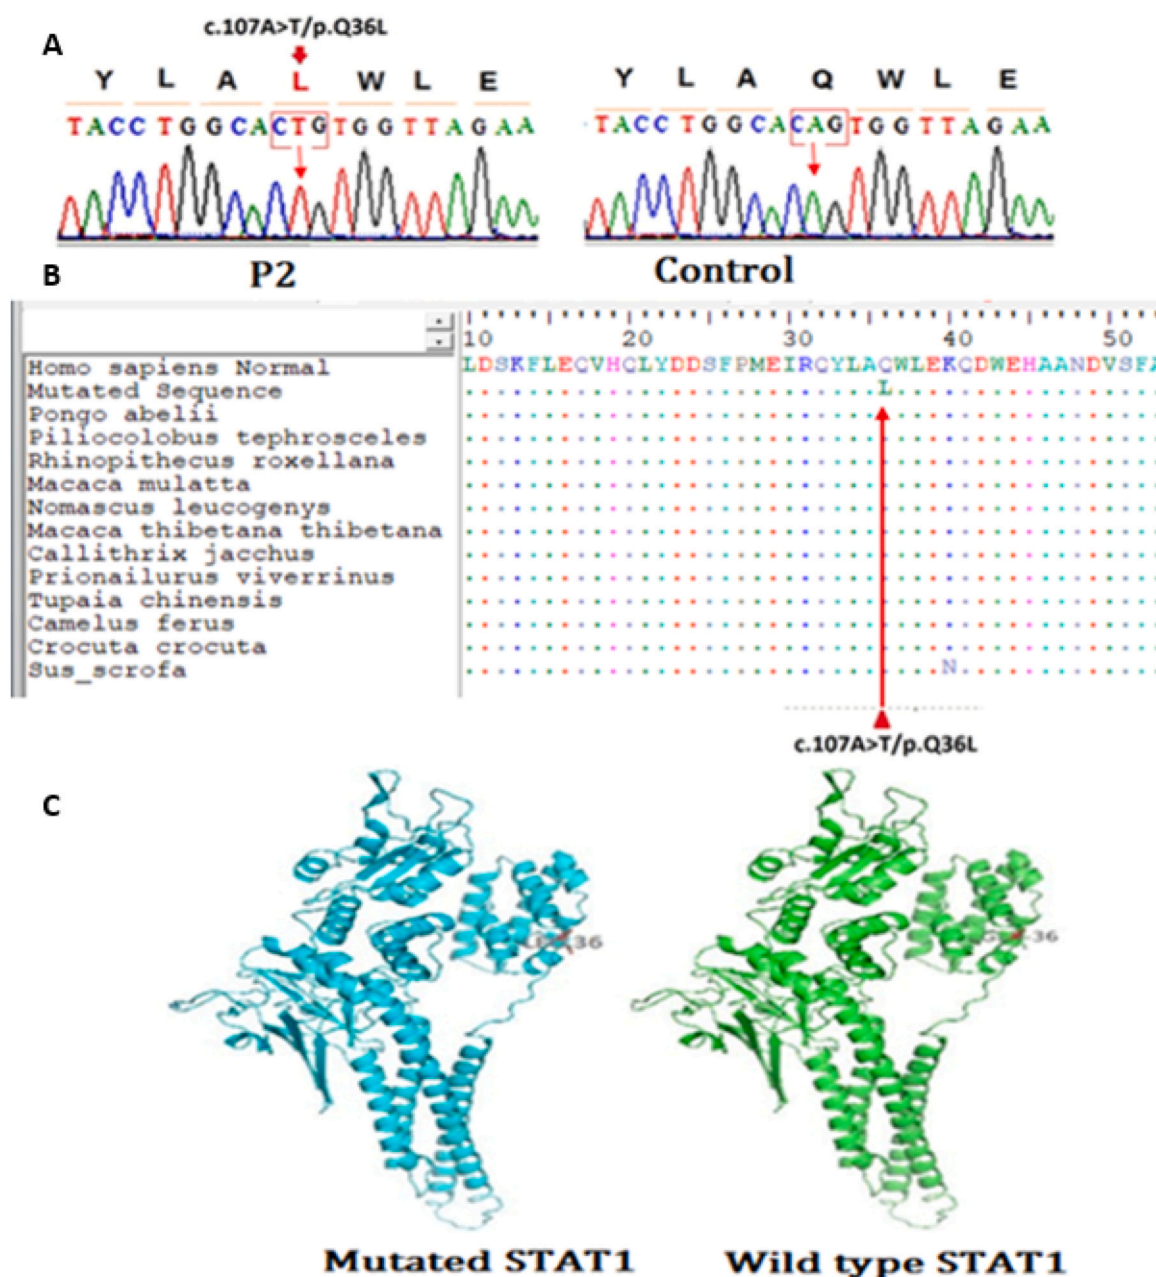 A
c.107A>T/p.Q36L
Y L A L W L E
Y L A Q W L E
TACCTGGCACTGTGGTTAGAA
TACCTGGCACAGTGGTTAGAA
P2
Control
B
10 20 30 40 50
Homo sapiens Normal
LDSKFLECVHCLYDDSFPMEIRCYLACWLEKCDWEHAANDVSFA
Mutated Sequence
L
Pongo abelii
Piliocolobus tephrosceles
Rhinopithecus roxellana
Macaca mulatta
Nomascus leucogenys
Macaca thibetana thibetana
Callithrix jacchus
Prionailurus viverrinus
Tupaia chinensis
Camelus ferus
Crocuta crocuta
Sus_scrofa
N
c.107A>T/p.Q36L
C
Mutated STAT1
Wild type STAT1